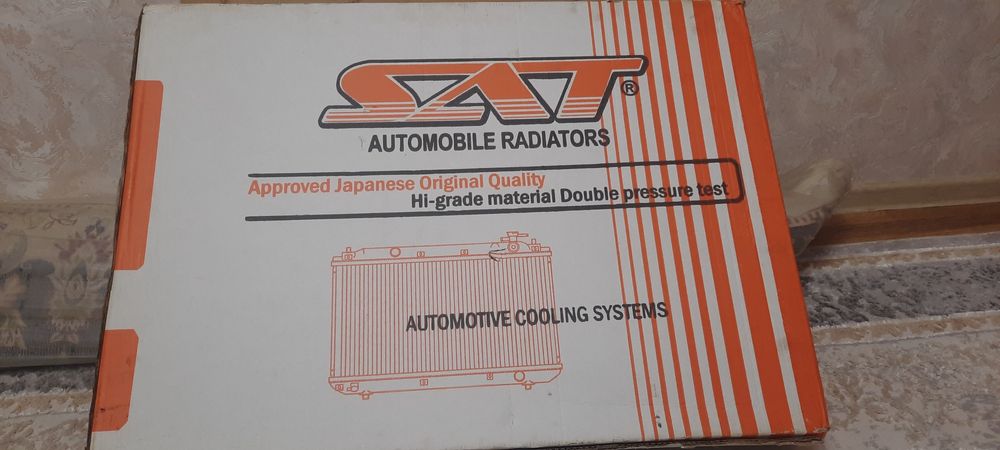 SAT®
AUTOMOBILE RADIATORS
Approved Japanese Original Quality
Hi-grade material Double pressure test
AUTOMOTIVE COOLING SYSTEMS